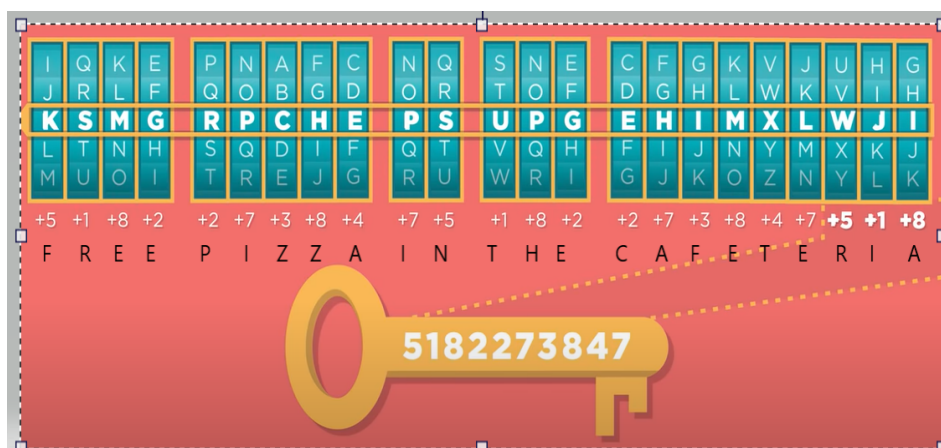 I Q K E P N A F C N Q S N E C F G K V J U H G
J R L F Q O B G D O R T O F D G H L W K V I H
K S M G R P C H E P S U P G E H I M X L W J I
L T N H S Q D I F Q T V Q H F I J N Y M X K J
M U O I T R E J G R U W R I G J K O Z N Y L K
+5 +1 +8 +2 +2 +7 +3 +8 +4 +7 +5 +1 +8 +2 +2 +7 +3 +8 +4 +7 +5 +1 +8
F R E E P I Z Z A I N T H E C A F E T E R I A
5182273847